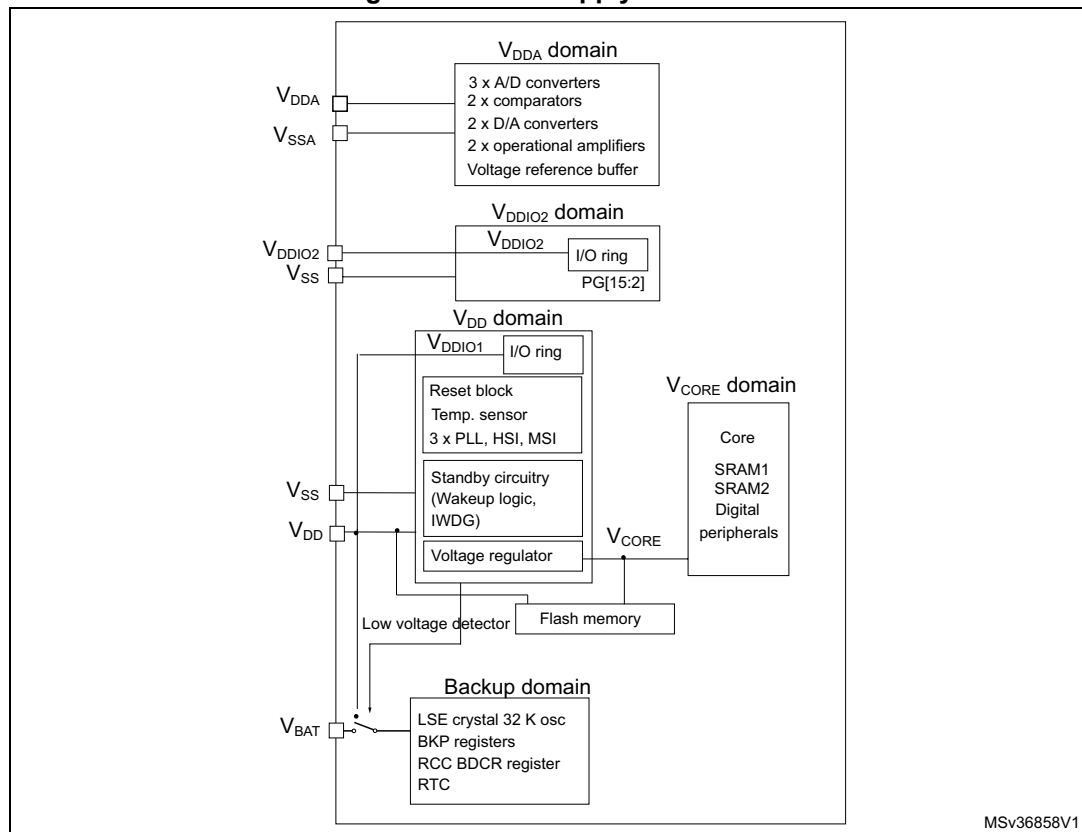 V_DDA domain
V_DDA
V_SSA
3 x A/D converters
2 x comparators
2 x D/A converters
2 x operational amplifiers
Voltage reference buffer
V_DDIO2 domain
V_DDIO2
V_SS
V_DDIO2
I/O ring
PG[15:2]
V_DD domain
V_DDIO1
I/O ring
Reset block
Temp. sensor
3 x PLL, HSI, MSI
Standby circuitry
(Wakeup logic,
IWDG)
Voltage regulator
V_SS
V_DD
V_CORE
V_CORE domain
Core
SRAM1
SRAM2
Digital
peripherals
Flash memory
Low voltage detector
Backup domain
V_BAT
LSE crystal 32 K osc
BKP registers
RCC BDCR register
RTC
MSv36858V1